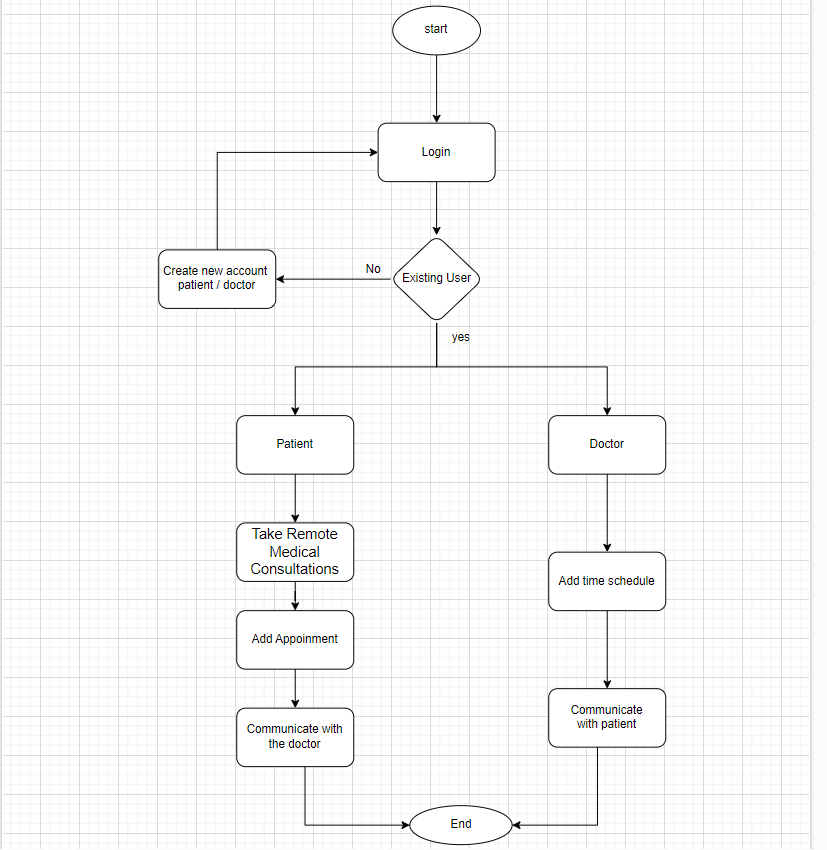 start
Login
Create new account
patient / doctor
No
Existing User
yes
Patient
Doctor
Take Remote
Medical
Consultations
Add time schedule
Add Appoinment
Communicate with
the doctor
Communicate
with patient
End